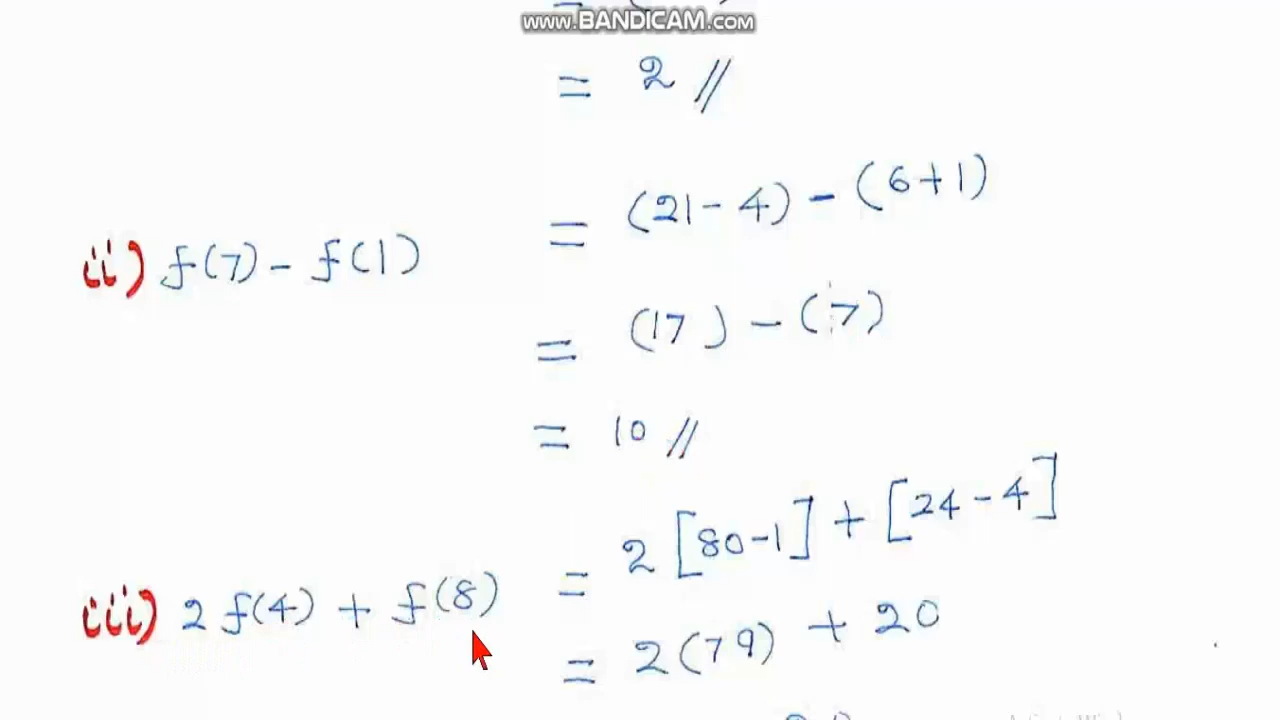 www.BANDICAM.com
= 2 //
ii) f(7) - f(1) = (21 - 4) - (6 + 1)
= (17) - (7)
= 10 //
iii) 2 f(4) + f(8) = 2 [80 - 1] + [24 - 4]
= 2(79) + 20